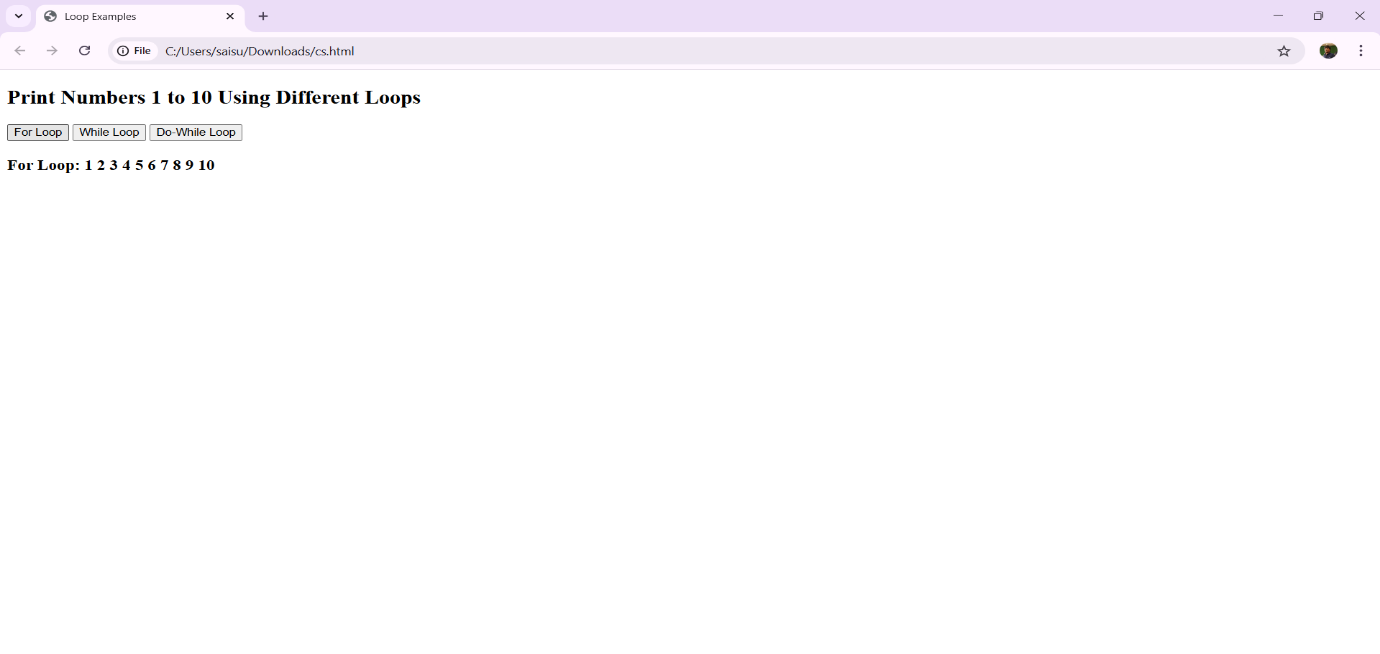 Loop Examples
File C:/Users/saisu/Downloads/cs.html
Print Numbers 1 to 10 Using Different Loops
For Loop While Loop Do-While Loop
For Loop: 1 2 3 4 5 6 7 8 9 10